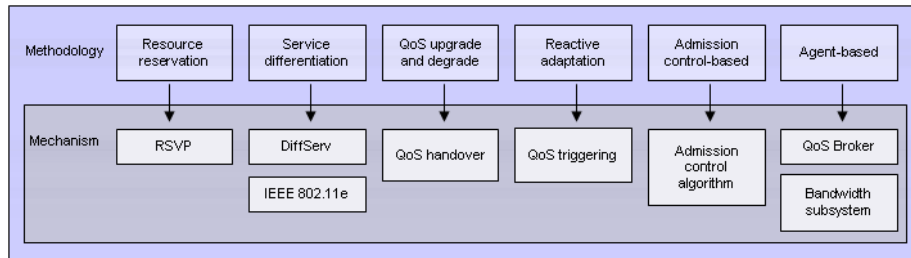 Methodology
Resource
reservation
Service
differentiation
QoS upgrade
and degrade
Reactive
adaptation
Admission
control-based
Agent-based
Mechanism
RSVP
DiffServ
IEEE 802.11e
QoS handover
QoS triggering
Admission
control
algorithm
QoS Broker
Bandwidth
subsystem